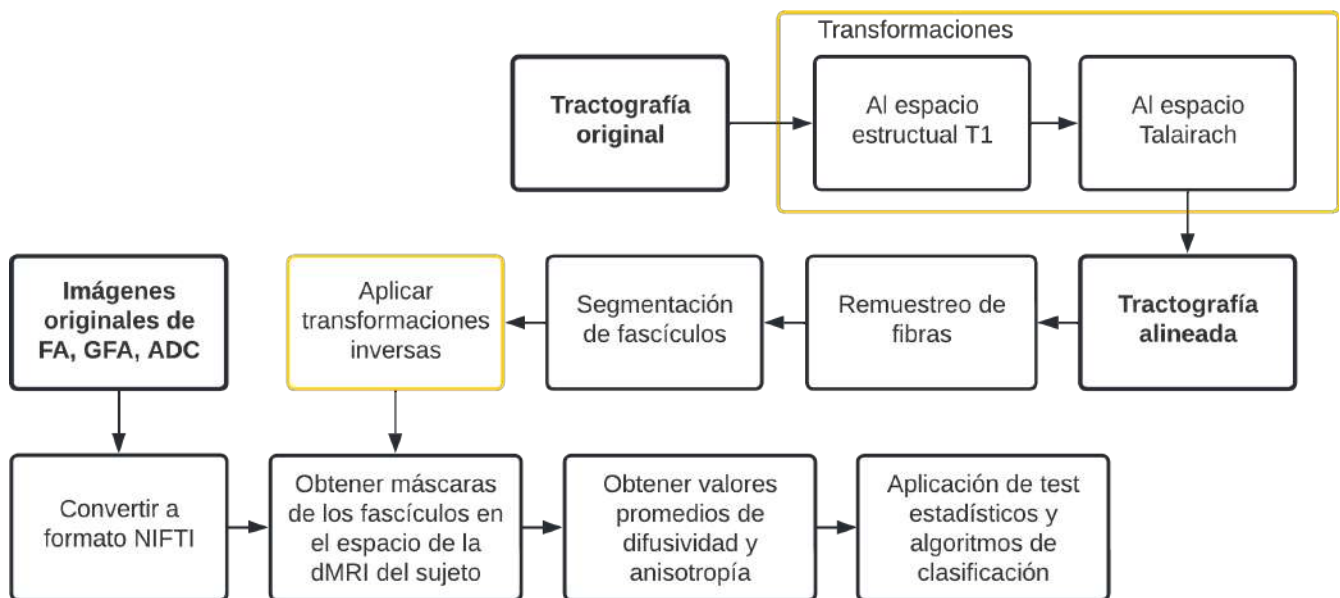 Transformaciones
Tractografía
original
Al espacio
estructual T1
Al espacio
Talairach
Imágenes
originales de
FA, GFA, ADC
Aplicar
transformaciones
inversas
Segmentación
de fascículos
Remuestreo de
fibras
Tractografía
alineada
Convertir a
formato NIFTI
Obtener máscaras
de los fascículos en
el espacio de la
dMRI del sujeto
Obtener valores
promedios de
difusividad y
anisotropía
Aplicación de test
estadísticos y
algoritmos de
clasificación